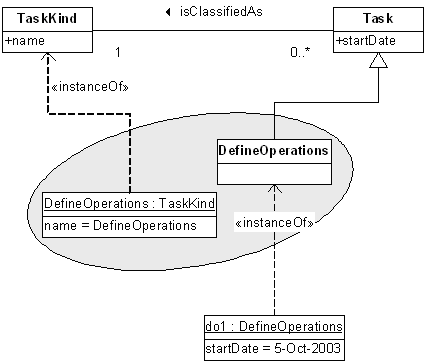 TaskKind
+name
isClassifiedAs
1
0..*
Task
+startDate
«instanceOf»
DefineOperations
DefineOperations : TaskKind
name = DefineOperations
«instanceOf»
do1 : DefineOperations
startDate = 5-Oct-2003